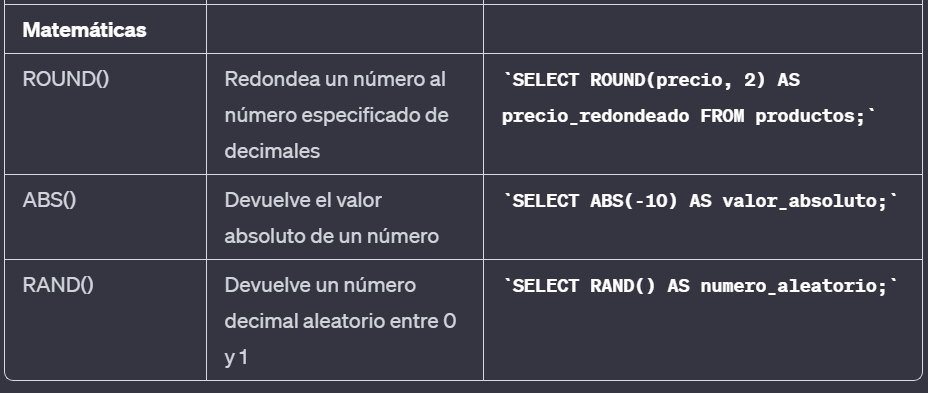 Matemáticas
ROUND()
Redondea un número al
número especificado de
decimales
`SELECT ROUND(precio, 2) AS
precio_redondeado FROM productos;`
ABS()
Devuelve el valor
absoluto de un número
`SELECT ABS(-10) AS valor_absoluto;`
RAND()
Devuelve un número
decimal aleatorio entre 0
y 1
`SELECT RAND() AS numero_aleatorio;`